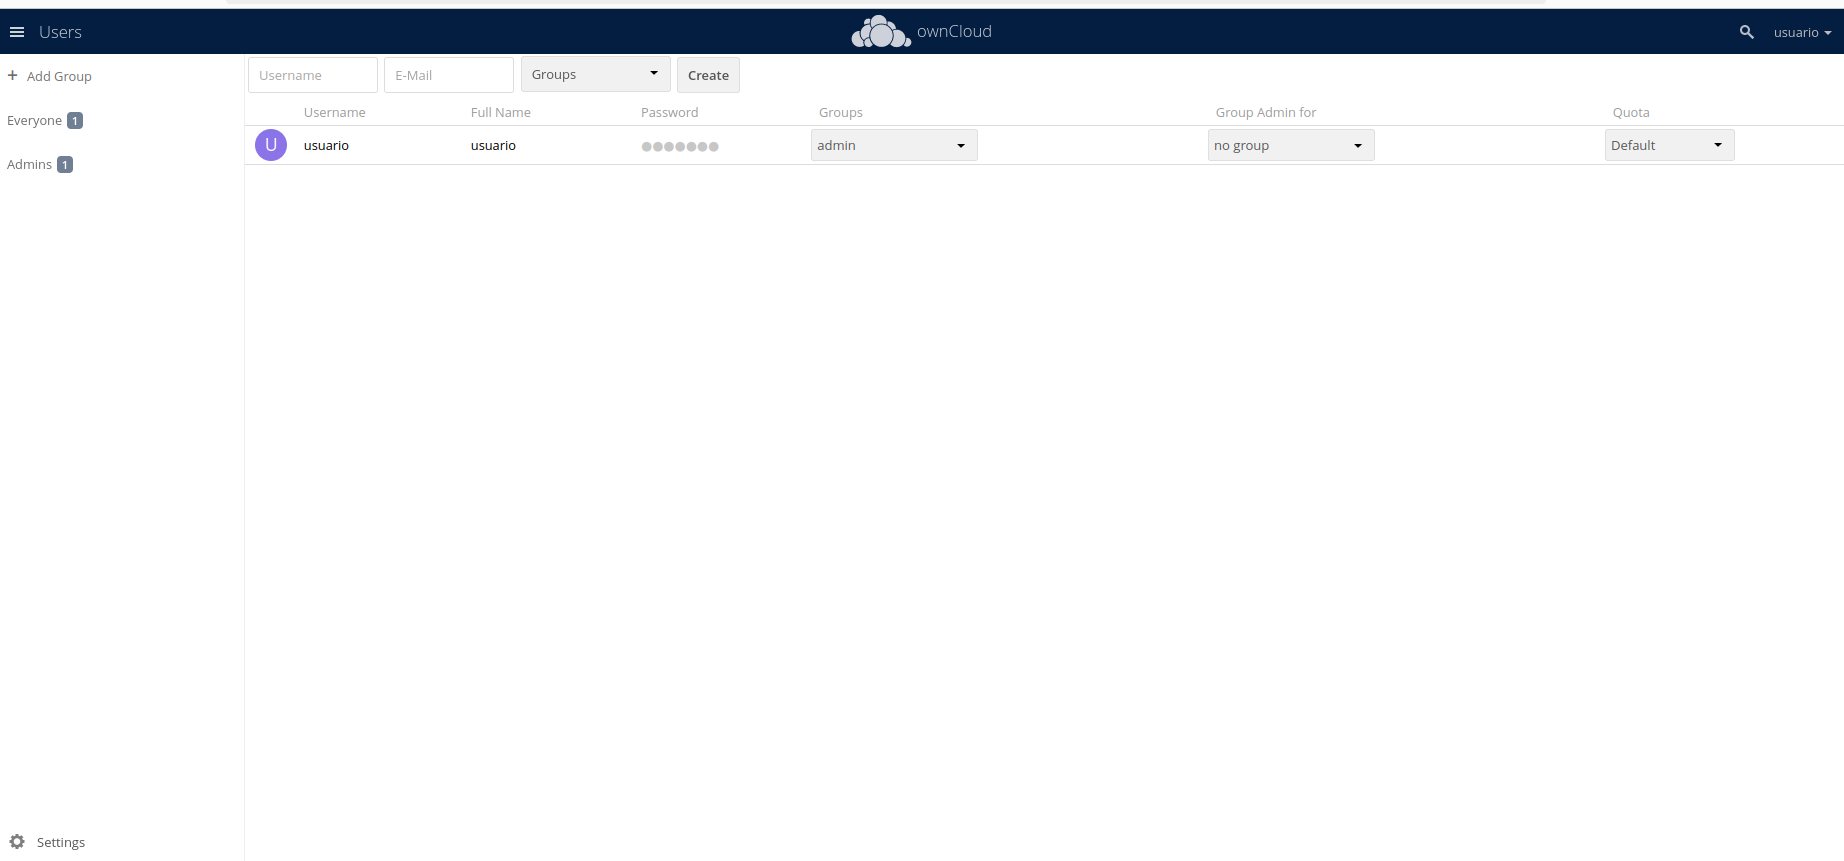 Users
ownCloud
usuario
+ Add Group
Username
E-Mail
Groups
Create
Everyone 1
Admins 1
Username Full Name Password Groups Group Admin for Quota
U usuario usuario ●●●●●●● admin no group Default
Settings